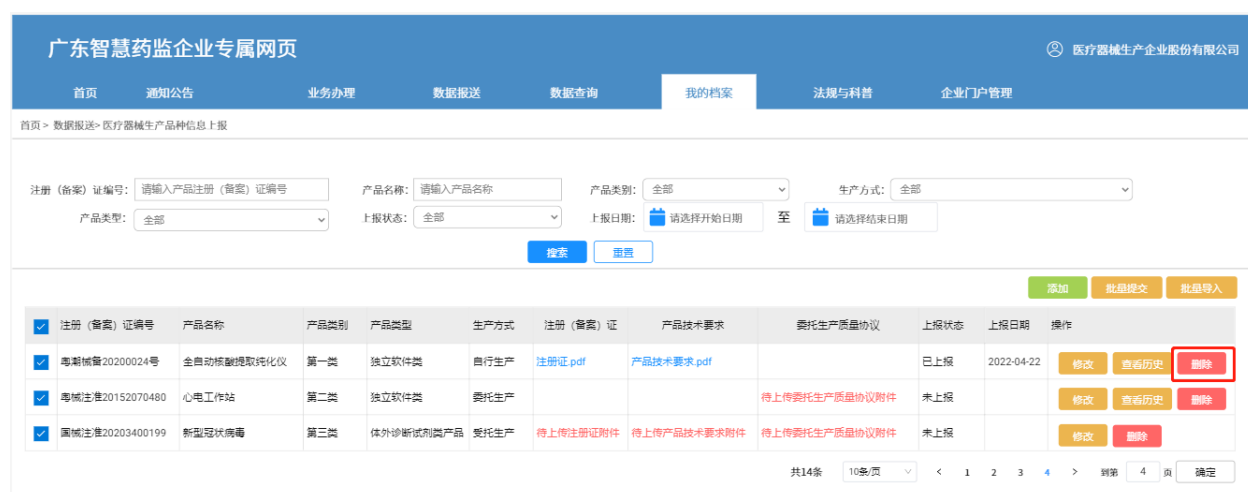 广东智慧药监企业专属网页
医疗器械生产企业股份有限公司
首页 通知公告 业务办理 数据报送 数据查询 我的档案 法规与科普 企业门户管理
首页 > 数据报送> 医疗器械生产品种信息上报
注册（备案）证编号： 请输入产品注册（备案）证编号 产品名称： 请输入产品名称 产品类别： 全部 生产方式： 全部
产品类型： 全部 上报状态： 全部 上报日期： 请选择开始日期 至 请选择结束日期
搜索 重置
添加 批量提交 批量导入
注册（备案）证编号 产品名称 产品类别 产品类型 生产方式 注册（备案）证 产品技术要求 委托生产质量协议 上报状态 上报日期 操作
粤潮械备20200024号 全自动核酸提取纯化仪 第一类 独立软件类 自行生产 注册证.pdf 产品技术要求.pdf 已上报 2022-04-22 修改 查看历史 删除
粤械注准20152070480 心电工作站 第二类 独立软件类 委托生产 待上传委托生产质量协议附件 未上报 修改 查看历史 删除
国械注准20203400199 新型冠状病毒 第三类 体外诊断试剂类产品 受托生产 待上传注册证附件 待上传产品技术要求附件 待上传委托生产质量协议附件 未上报 修改 删除
共14条 10条/页 < 1 2 3 4 > 到第 4 页 确定